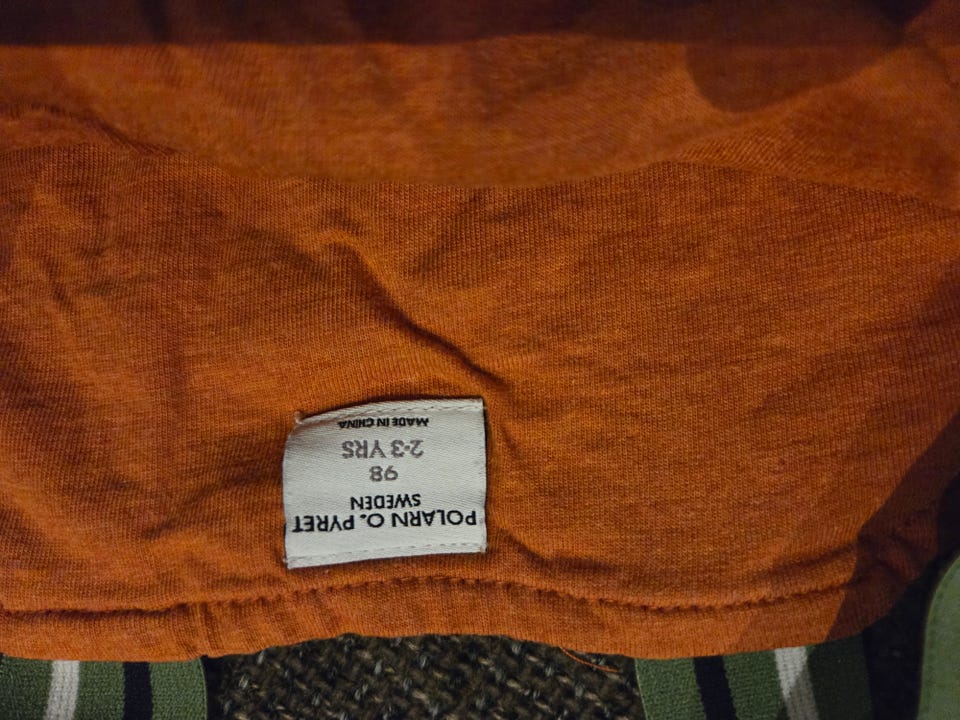 POLARN O. PYRET
SWEDEN
98
2-3 YRS
MADE IN CHINA